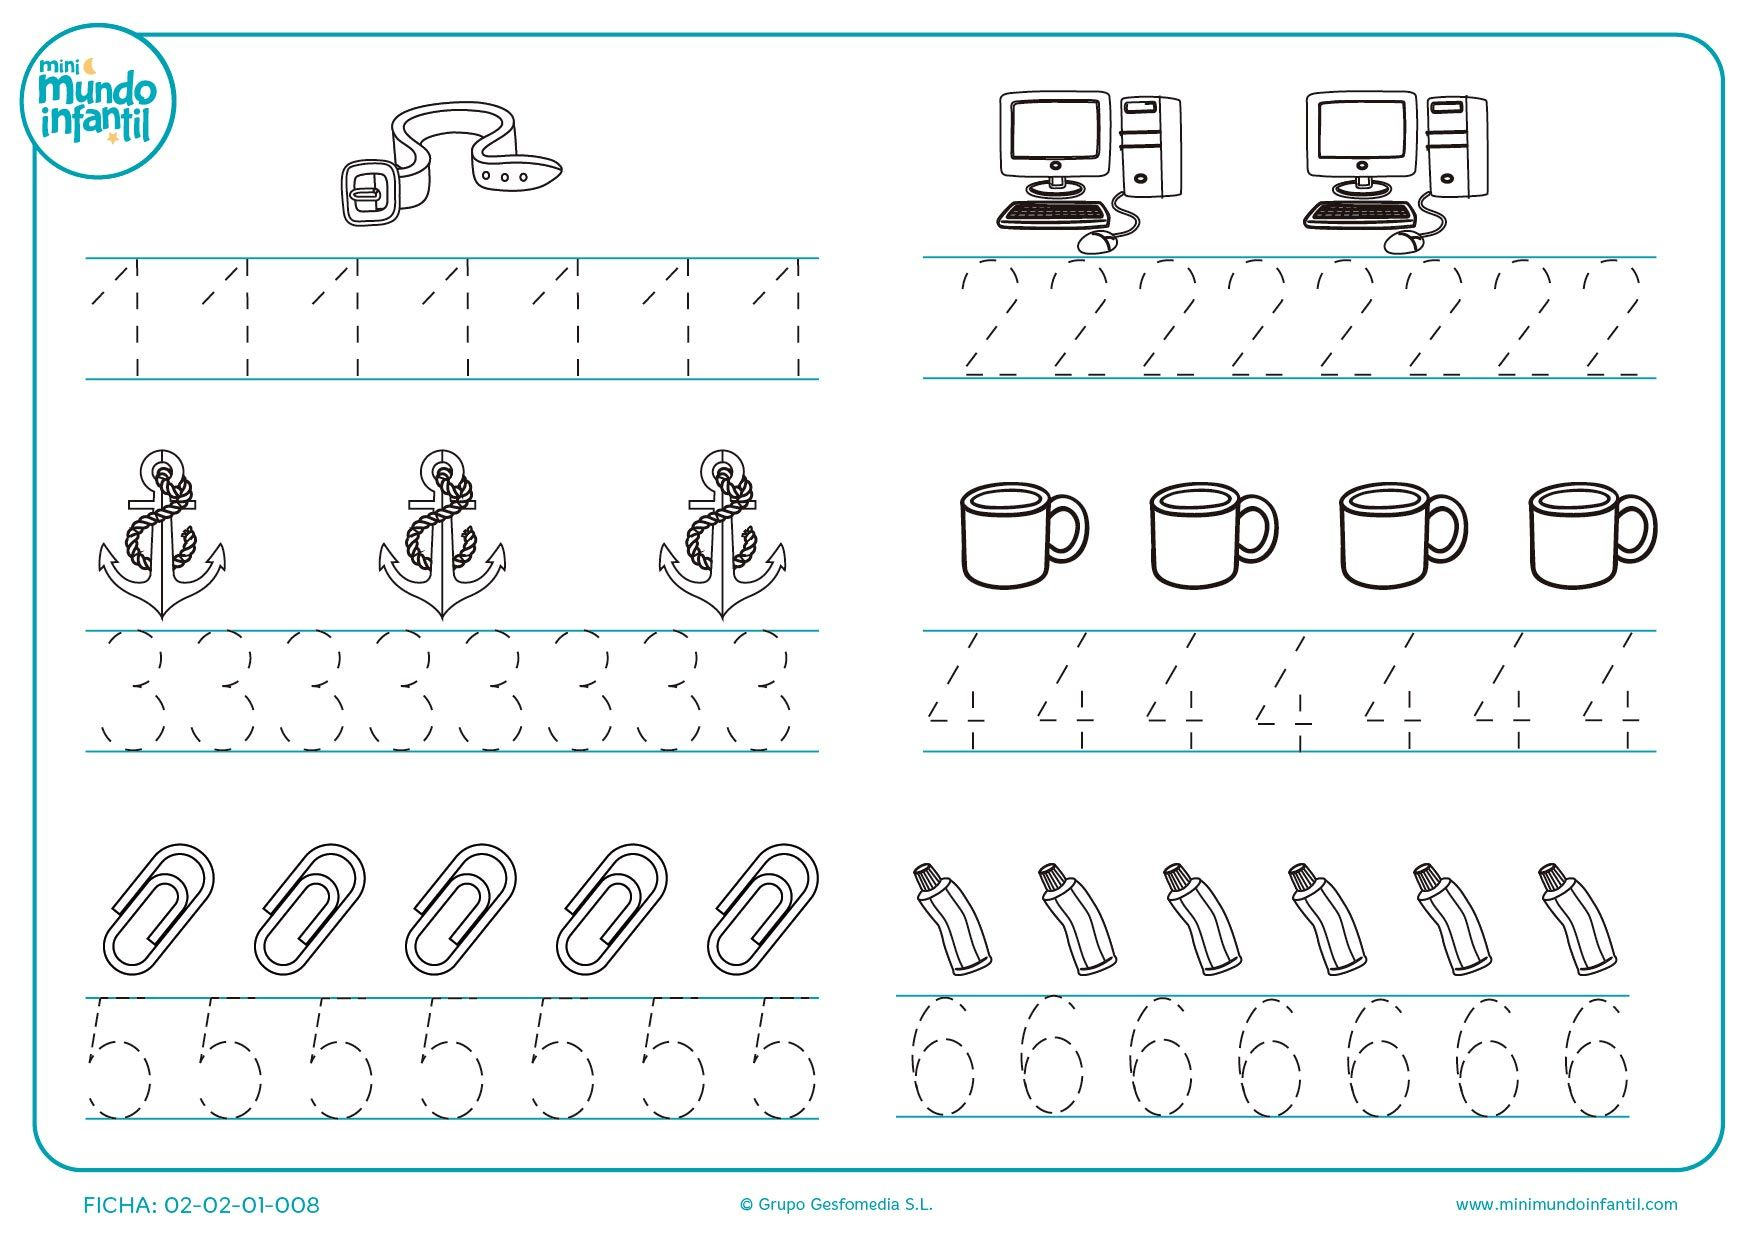 mini
mundo
infantil
1 1 1 1 1 1 1
2 2 2 2 2 2 2 2
3 3 3 3 3 3 3 3
4 4 4 4 4 4 4
5 5 5 5 5 5 5
6 6 6 6 6 6 6
FICHA: 02-02-01-008
© Grupo Gesfomedia S.L.
www.minimundoinfantil.com